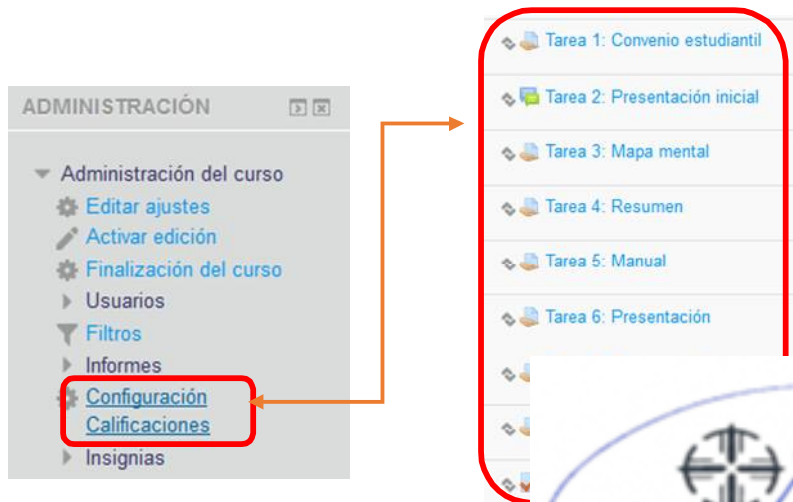 ADMINISTRACIÓN
Administración del curso
Editar ajustes
Activar edición
Finalización del curso
Usuarios
Filtros
Informes
Configuración
Calificaciones
Insignias
Tarea 1: Convenio estudiantil
Tarea 2: Presentación inicial
Tarea 3: Mapa mental
Tarea 4: Resumen
Tarea 5: Manual
Tarea 6: Presentación